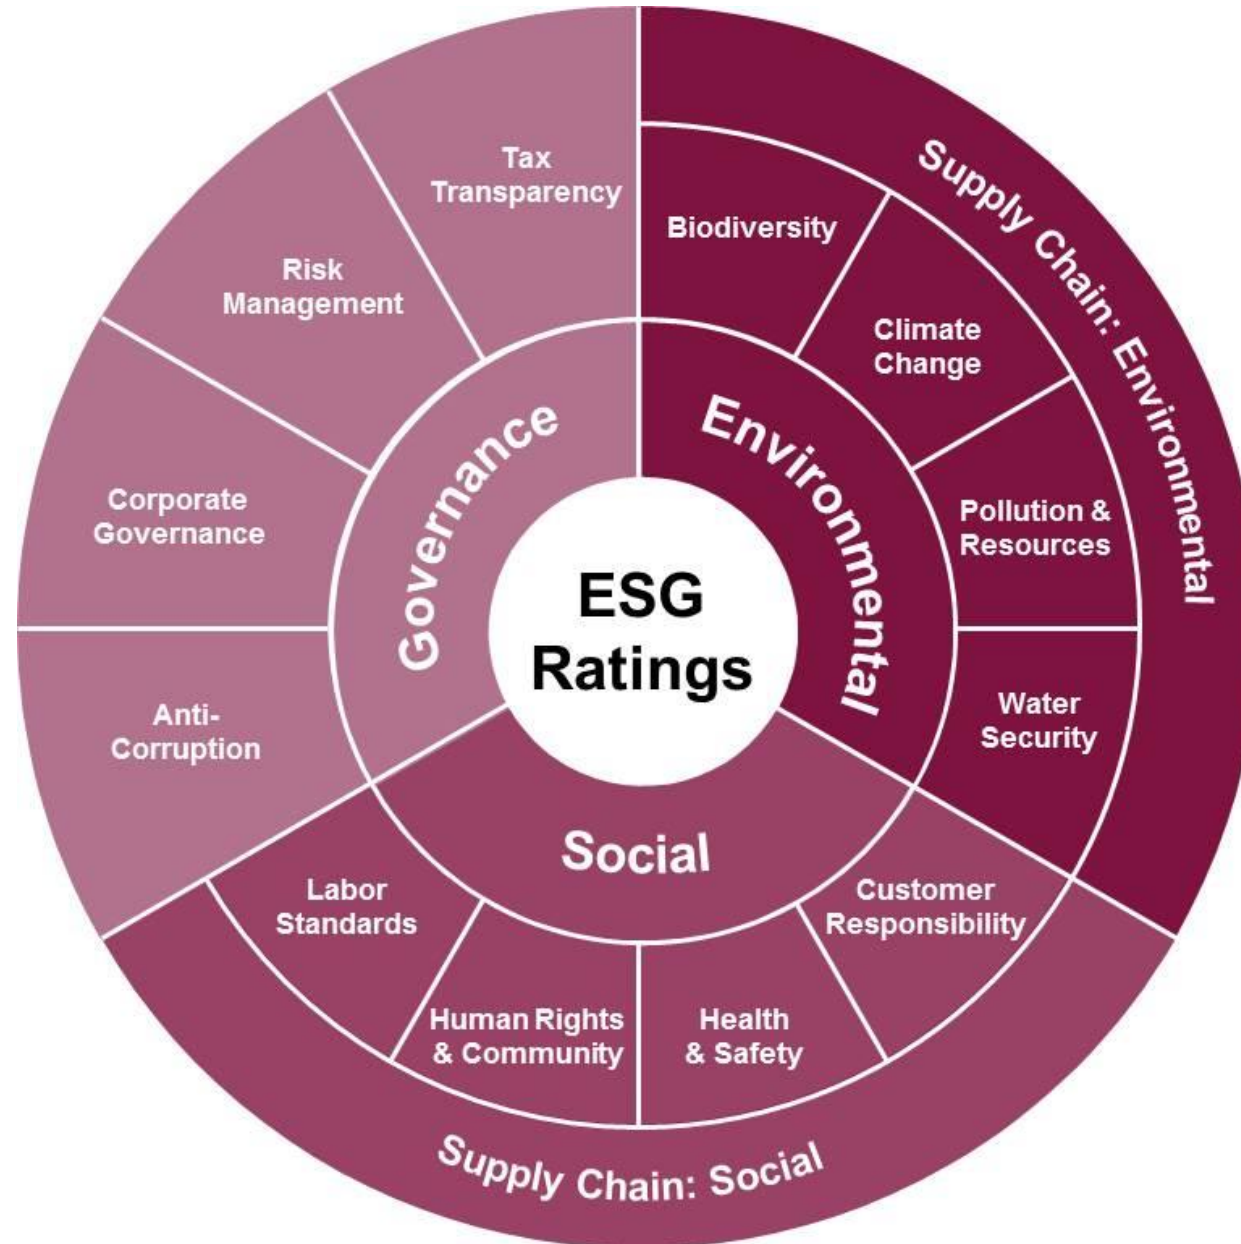 ESG
Ratings
Environmental
Biodiversity
Climate
Change
Pollution &
Resources
Water
Security
Supply Chain: Environmental
Social
Customer
Responsibility
Health
& Safety
Human Rights
& Community
Labor
Standards
Supply Chain: Social
Governance
Anti-
Corruption
Corporate
Governance
Risk
Management
Tax
Transparency